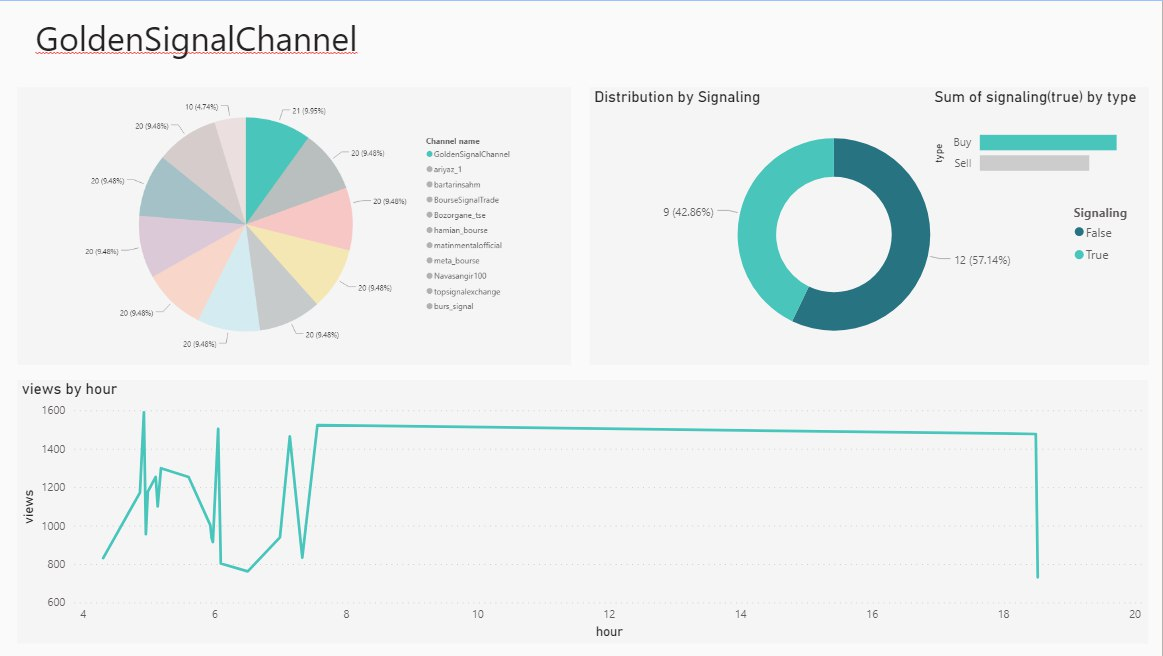 GoldenSignalChannel
10 (4.74%)
21 (9.95%)
20 (9.48%)
20 (9.48%)
20 (9.48%)
20 (9.48%)
20 (9.48%)
20 (9.48%)
20 (9.48%)
20 (9.48%)
20 (9.48%)
Channel name
GoldenSignalChannel
ariyaz_1
bartarinsahm
BourseSignalTrade
Bozorgane_tse
hamian_bourse
matinmentalofficial
meta_bourse
Navasangir100
topsignalexchange
burs_signal
Distribution by Signaling
9 (42.86%)
12 (57.14%)
Sum of signaling(true) by type
type
Buy
Sell
Signaling
False
True
views by hour
views
1600
1400
1200
1000
800
600
4 6 8 10 12 14 16 18 20
hour